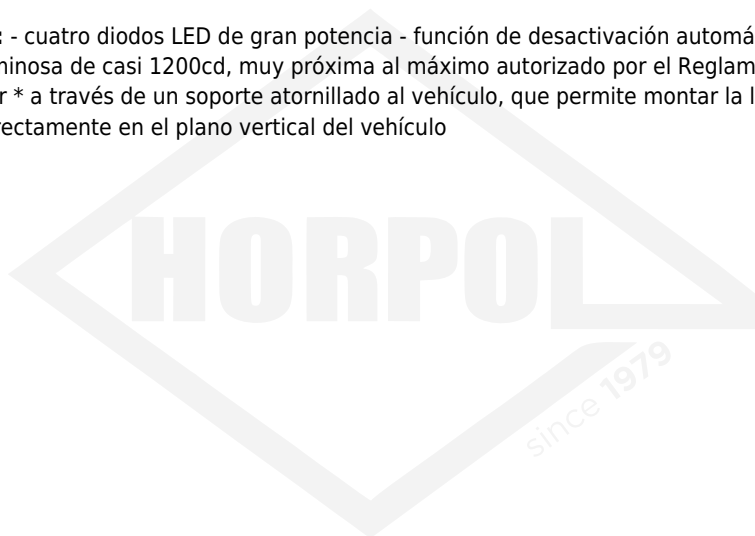 : - cuatro diodos LED de gran potencia - función de desactivación automá
minosa de casi 1200cd, muy próxima al máximo autorizado por el Reglam
r * a través de un soporte atornillado al vehículo, que permite montar la l
rectamente en el plano vertical del vehículo
HORPOL
since 1979